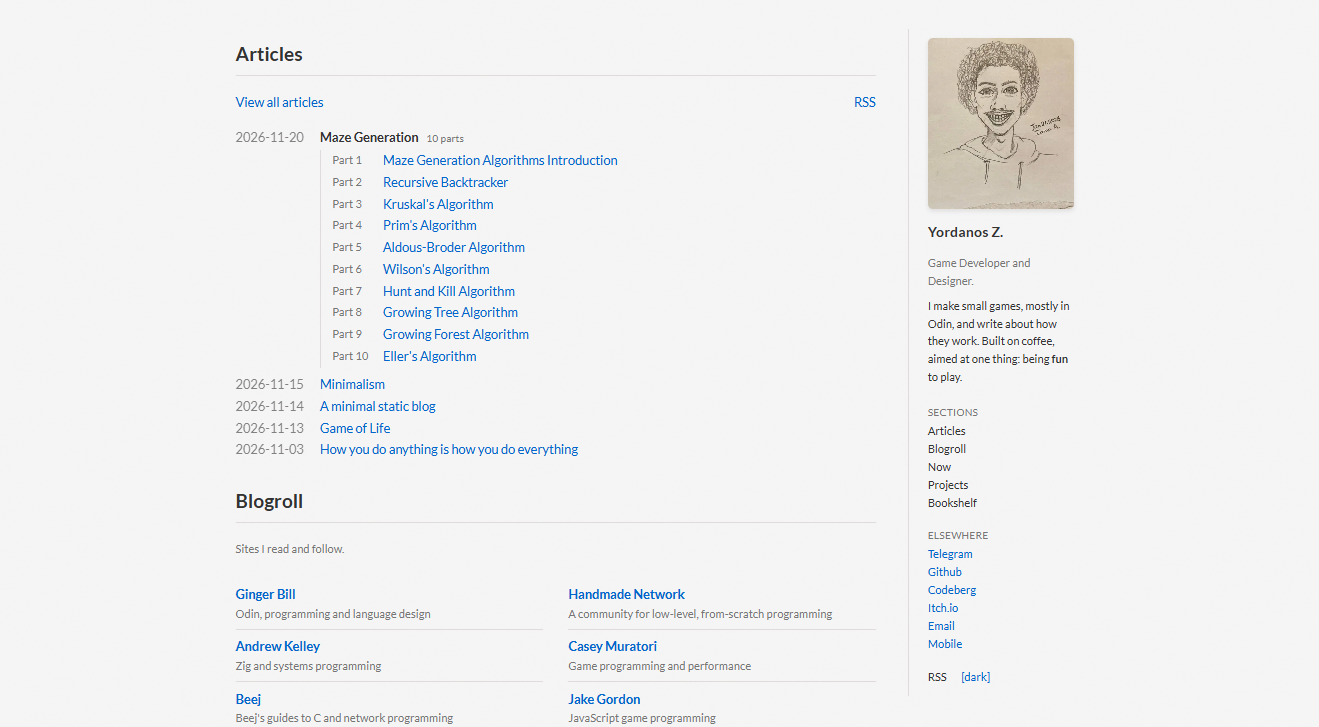 Articles
View all articles
RSS
2026-11-20 Maze Generation 10 parts
Part 1 Maze Generation Algorithms Introduction
Part 2 Recursive Backtracker
Part 3 Kruskal's Algorithm
Part 4 Prim's Algorithm
Part 5 Aldous-Broder Algorithm
Part 6 Wilson's Algorithm
Part 7 Hunt and Kill Algorithm
Part 8 Growing Tree Algorithm
Part 9 Growing Forest Algorithm
Part 10 Eller's Algorithm
2026-11-15 Minimalism
2026-11-14 A minimal static blog
2026-11-13 Game of Life
2026-11-03 How you do anything is how you do everything
Blogroll
Sites I read and follow.
Ginger Bill
Odin, programming and language design
Handmade Network
A community for low-level, from-scratch programming
Andrew Kelley
Zig and systems programming
Casey Muratori
Game programming and performance
Beej
Beej's guides to C and network programming
Jake Gordon
JavaScript game programming
Yordanos Z.
Game Developer and
Designer.
I make small games, mostly in
Odin, and write about how
they work. Built on coffee,
aimed at one thing: being fun
to play.
SECTIONS
Articles
Blogroll
Now
Projects
Bookshelf
ELSEWHERE
Telegram
Github
Codeberg
Itch.io
Email
Mobile
RSS [dark]